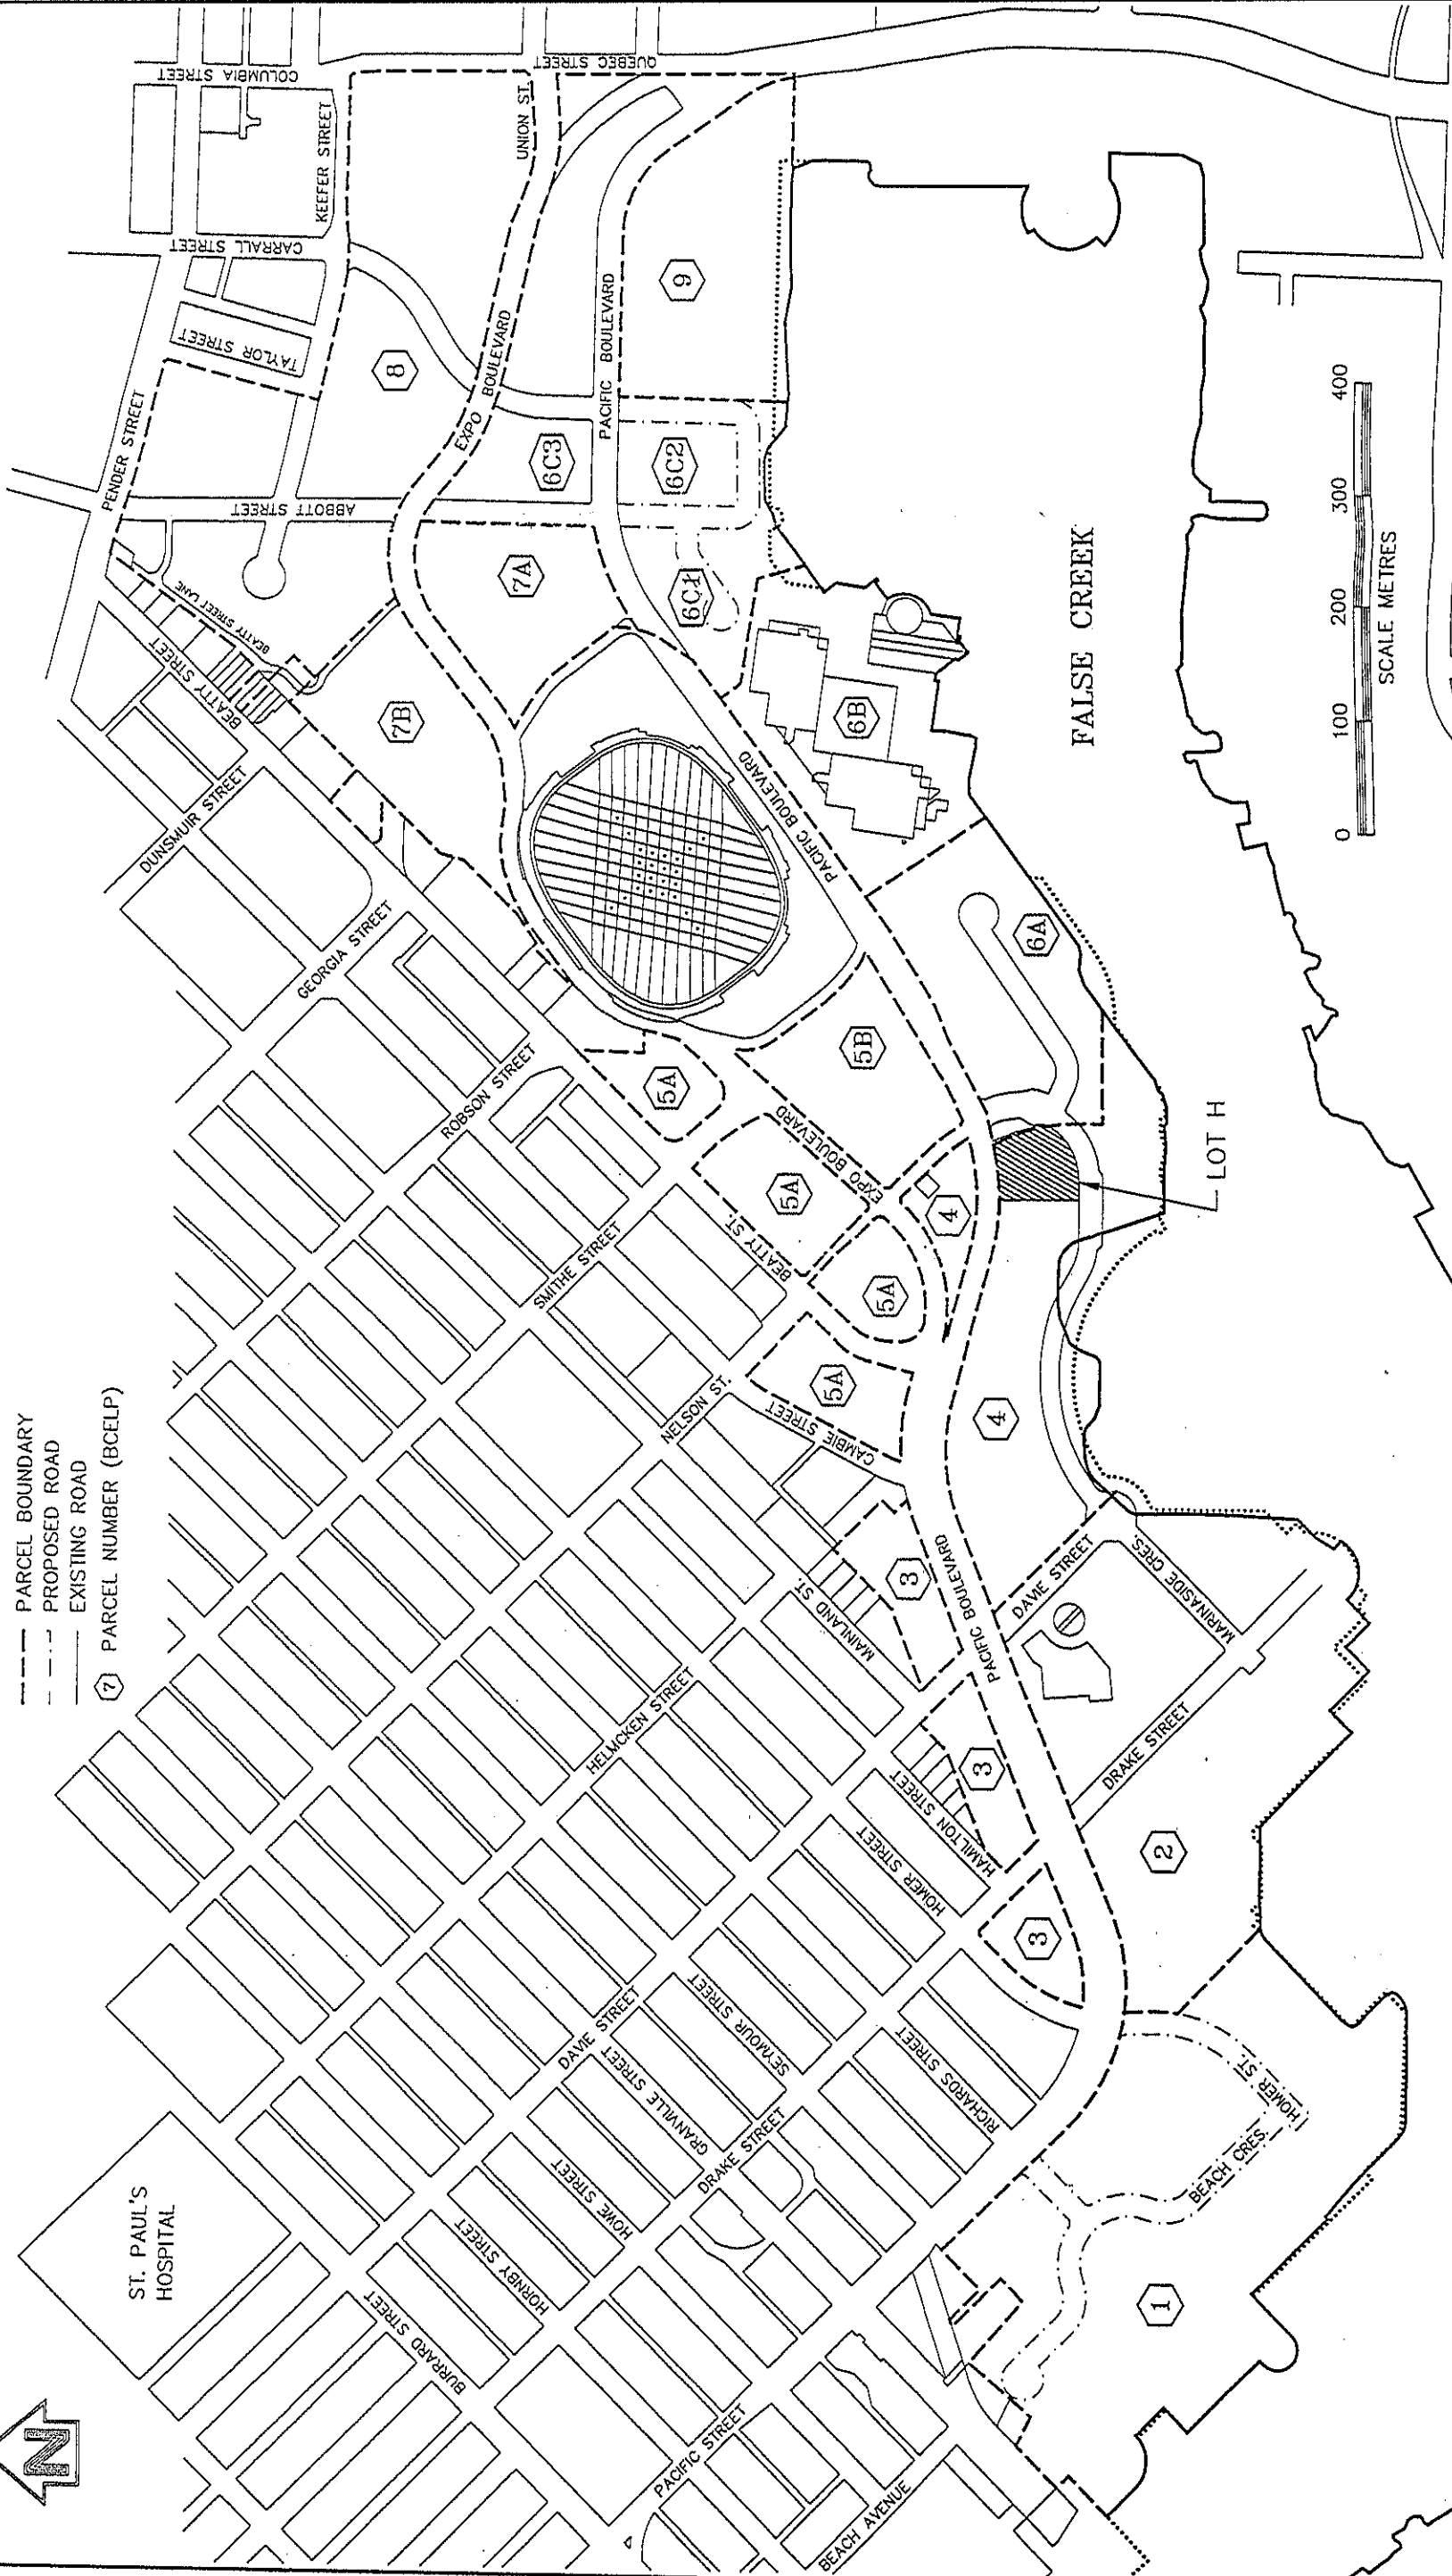 PARCEL BOUNDARY
PROPOSED ROAD
EXISTING ROAD
7 PARCEL NUMBER (BCELP)
N
ST. PAUL'S
HOSPITAL
BURRARD STREET
HORNBY STREET
HOWE STREET
GRANVILLE STREET
SEYMOUR STREET
RICHARDS STREET
HOMER STREET
HAMILTON STREET
MAINLAND ST.
CAMBIE STREET
BEATTY ST.
BEATTY STREET
BEATTY STREET LANE
BEACH AVENUE
PACIFIC STREET
DRAKE STREET
DAVIE STREET
HELMCKEN STREET
NELSON ST.
SMITHE STREET
ROBSON STREET
GEORGIA STREET
DUNSMUIR STREET
PENDER STREET
ABBOTT STREET
TAYLOR STREET
CARRALL STREET
KEEFER STREET
COLUMBIA STREET
UNION ST.
QUEBEC STREET
EXPO BOULEVARD
PACIFIC BOULEVARD
PACIFIC BOULEVARD
EXPO BOULEVARD
PACIFIC BOULEVARD
PACIFIC BOULEVARD
DAVIE STREET
MARINASIDE CRES.
DRAKE STREET
HOMER ST.
HOMER
BEACH CRES.
BEACH CRES.
1
2
3
3
3
4
4
5A
5A
5A
5A
5B
6A
6B
6C1
6C2
6C3
7A
7B
8
9
LOT H
FALSE CREEK
0 100 200 300 400
SCALE METRES